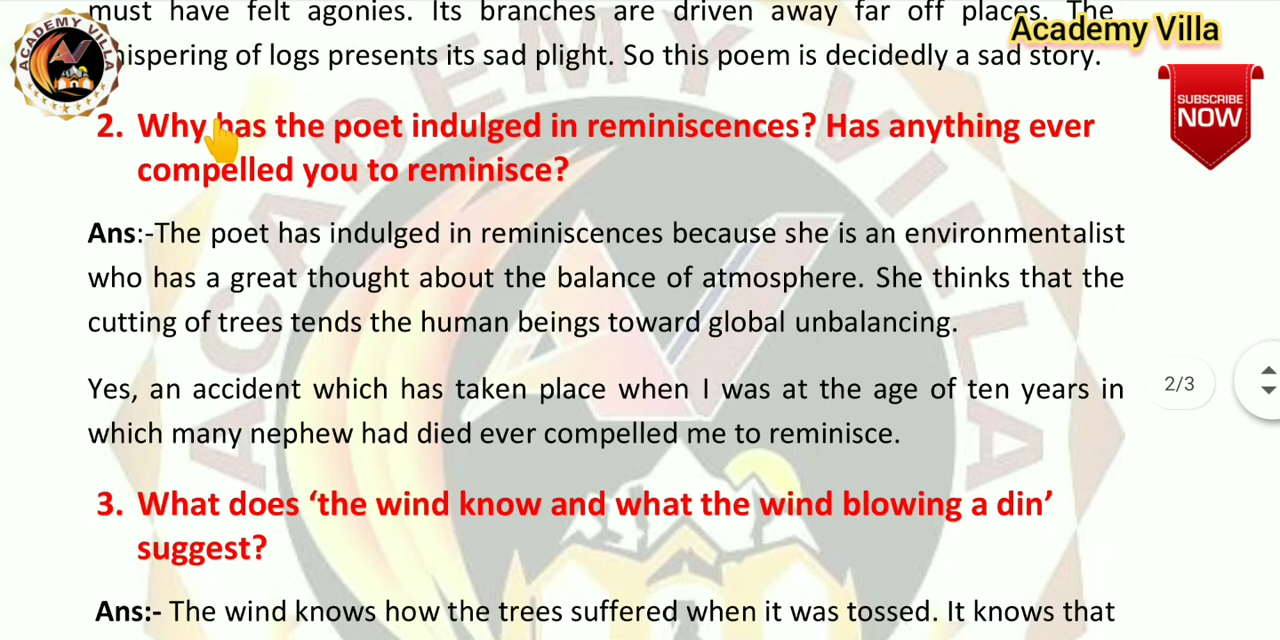 must have felt agonies. Its branches are driven away far off places. The
Academy Villa
hispering of logs presents its sad plight. So this poem is decidedly a sad story.
ACADEMY VILLA
SUBSCRIBE
NOW
2. Why has the poet indulged in reminiscences? Has anything ever
compelled you to reminisce?
Ans:-The poet has indulged in reminiscences because she is an environmentalist
who has a great thought about the balance of atmosphere. She thinks that the
cutting of trees tends the human beings toward global unbalancing.
Yes, an accident which has taken place when I was at the age of ten years in
2/3
which many nephew had died ever compelled me to reminisce.
3. What does ‘the wind know and what the wind blowing a din’
suggest?
Ans:- The wind knows how the trees suffered when it was tossed. It knows that
ACADEMY VILLA